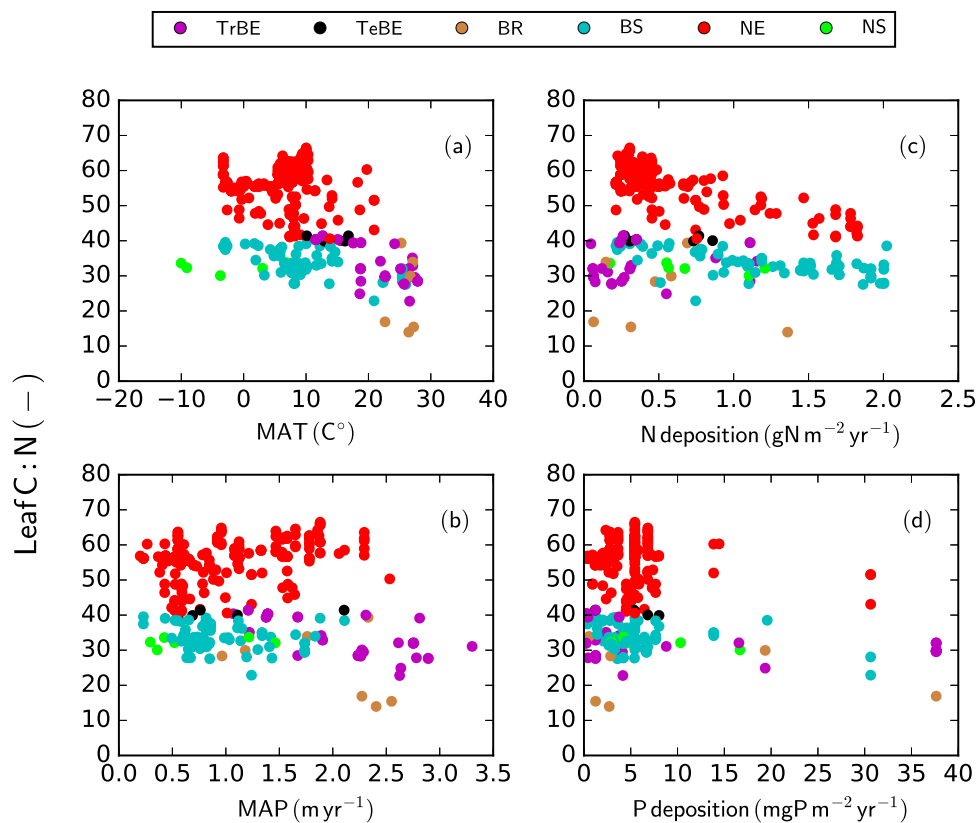 TrBE TeBE BR BS NE NS
80
70
60
50
40
30
20
10
0
(a)
−20 −10 0 10 20 30 40
MAT (C°)
80
70
60
50
40
30
20
10
0
(c)
0.0 0.5 1.0 1.5 2.0 2.5
N deposition (gN m⁻² yr⁻¹)
Leaf C : N ( − )
80
70
60
50
40
30
20
10
0
(b)
0.0 0.5 1.0 1.5 2.0 2.5 3.0 3.5
MAP (m yr⁻¹)
80
70
60
50
40
30
20
10
0
(d)
0 5 10 15 20 25 30 35 40
P deposition (mgP m⁻² yr⁻¹)